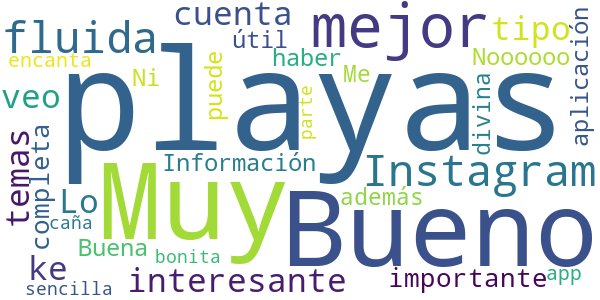 cuenta
mejor
tipo
aplicación
fluida
útil
haber
Noooooo
encanta
Ni
puede
Me
playas
veo
parte
divina
temas
completa
Información
Instagram
Lo
Muy
Bueno
además
caña
Buena
bonita
ke
interesante
importante
app
sencilla